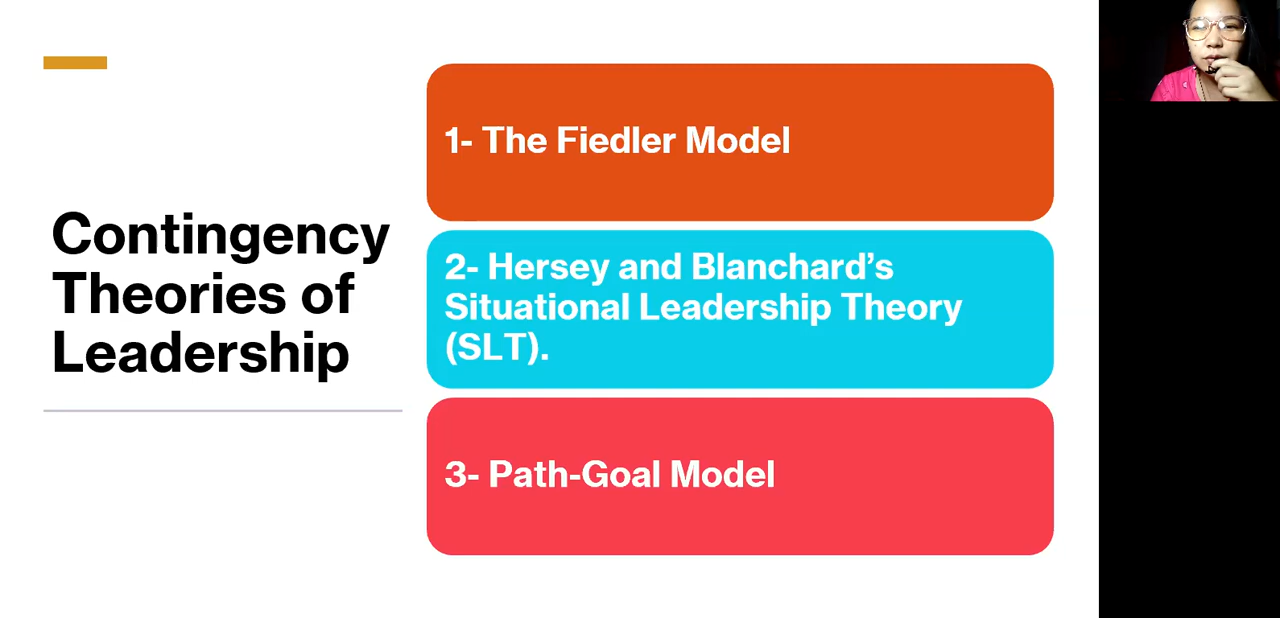 Contingency
Theories of
Leadership
1- The Fiedler Model
2- Hersey and Blanchard’s
Situational Leadership Theory
(SLT).
3- Path-Goal Model